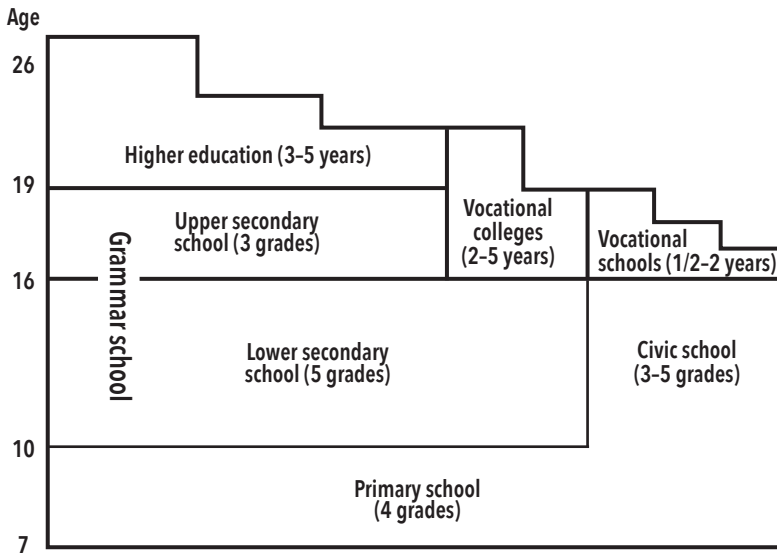 Age
26
Higher education (3–5 years)
19
Upper secondary
school (3 grades)
Vocational
colleges
(2–5 years)
Vocational
schools (1/2–2 years)
Grammar school
16
Lower secondary
school (5 grades)
Civic school
(3–5 grades)
10
Primary school
(4 grades)
7